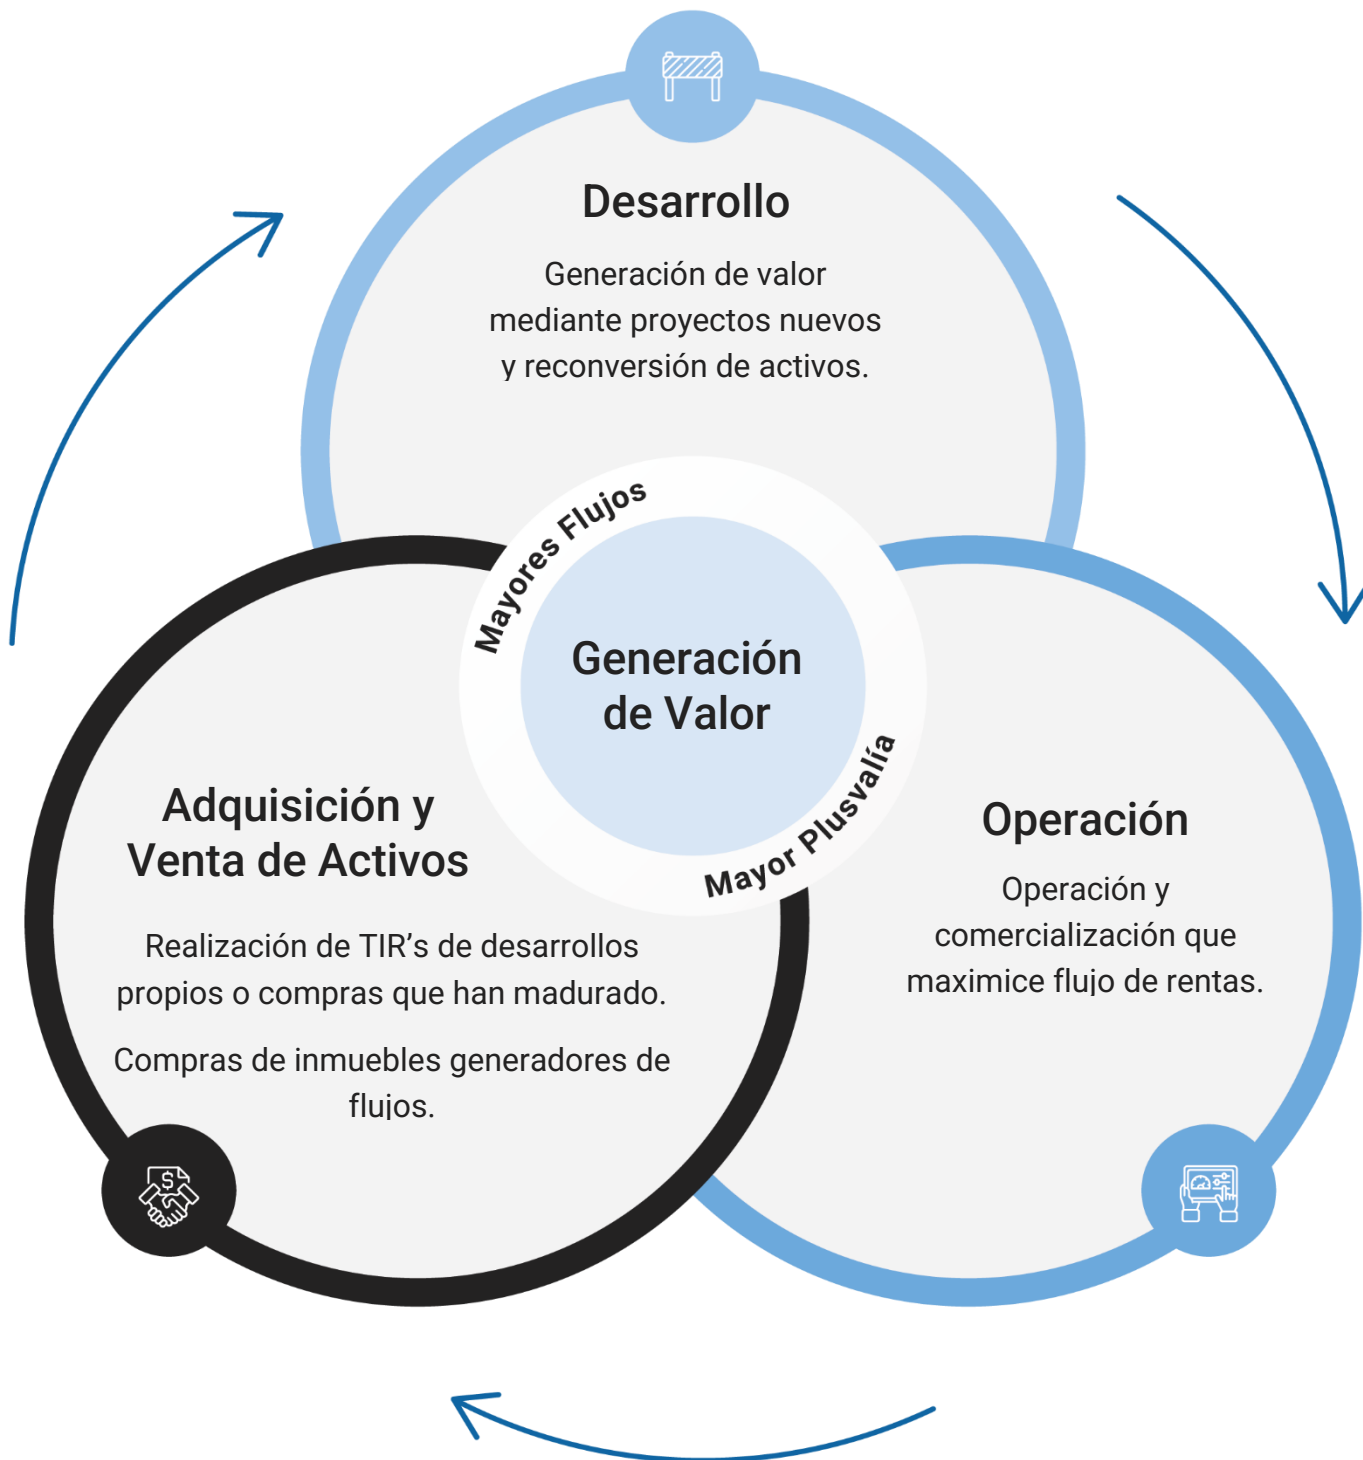 Desarrollo
Generación de valor
mediante proyectos nuevos
y reconversión de activos.
Mayores Flujos
Generación
de Valor
Mayor Plusvalía
Adquisición y
Venta de Activos
Realización de TIR’s de desarrollos
propios o compras que han madurado.
Compras de inmuebles generadores de
flujos.
Operación
Operación y
comercialización que
maximice flujo de rentas.
$